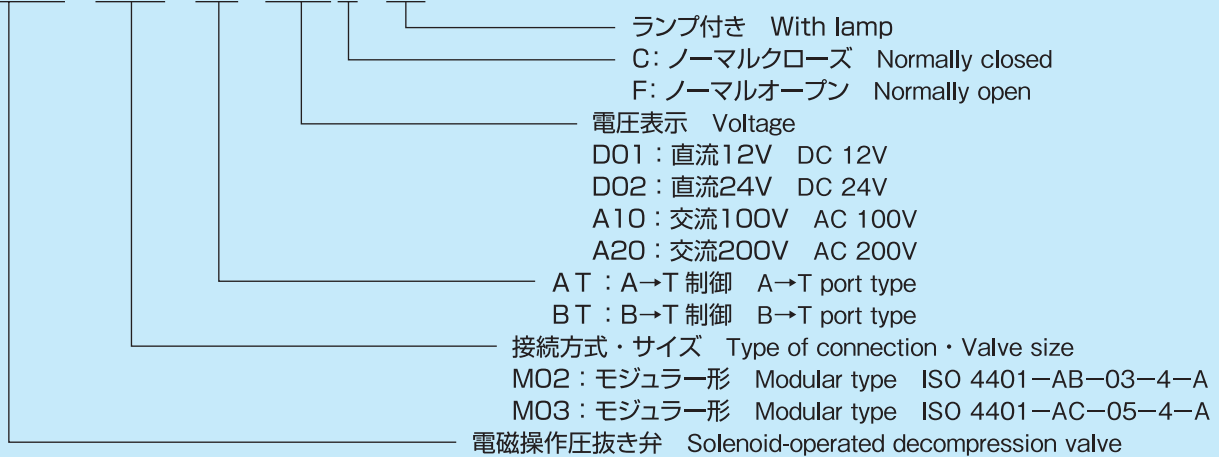 ランプ付き With lamp
C：ノーマルクローズ Normally closed
F：ノーマルオープン Normally open
電圧表示 Voltage
D01：直流12V DC 12V
D02：直流24V DC 24V
A10：交流100V AC 100V
A20：交流200V AC 200V
AT：A→T 制御 A→T port type
BT：B→T 制御 B→T port type
接続方式・サイズ Type of connection・Valve size
M02：モジュラー形 Modular type ISO 4401−AB−03−4−A
M03：モジュラー形 Modular type ISO 4401−AC−05−4−A
電磁操作圧抜き弁 Solenoid-operated decompression valve